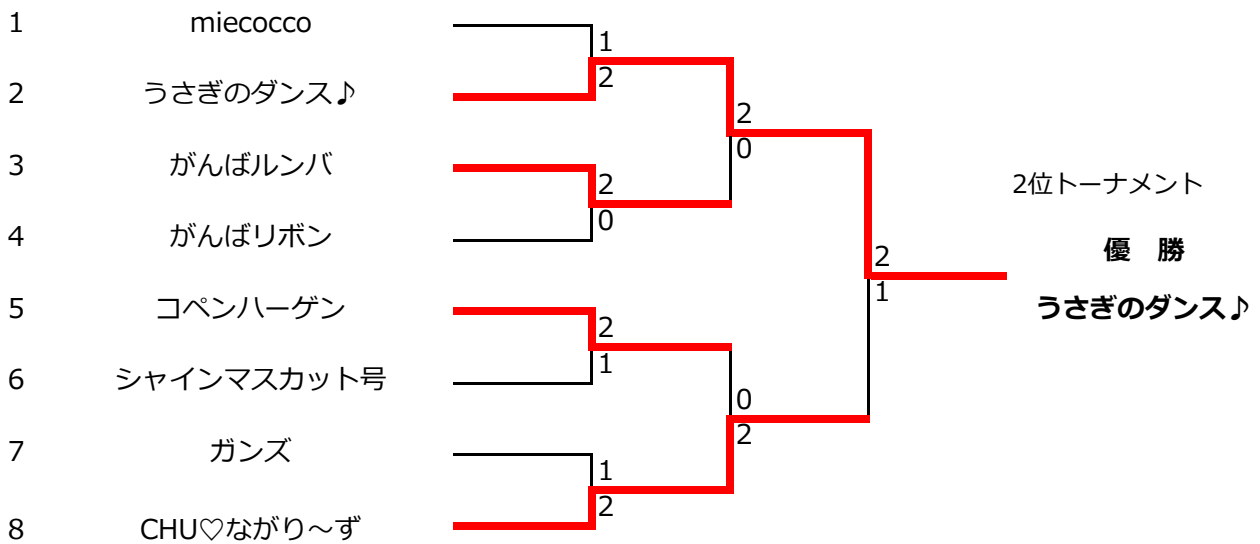 1 miecocco
1
2
2 うさぎのダンス♪
2
0
3 がんばルンバ
2
0
2位トーナメント
4 がんばリボン
優　勝
2
1
5 コペンハーゲン
うさぎのダンス♪
2
1
6 シャインマスカット号
0
2
7 ガンズ
1
2
8 CHU♡ながり～ず